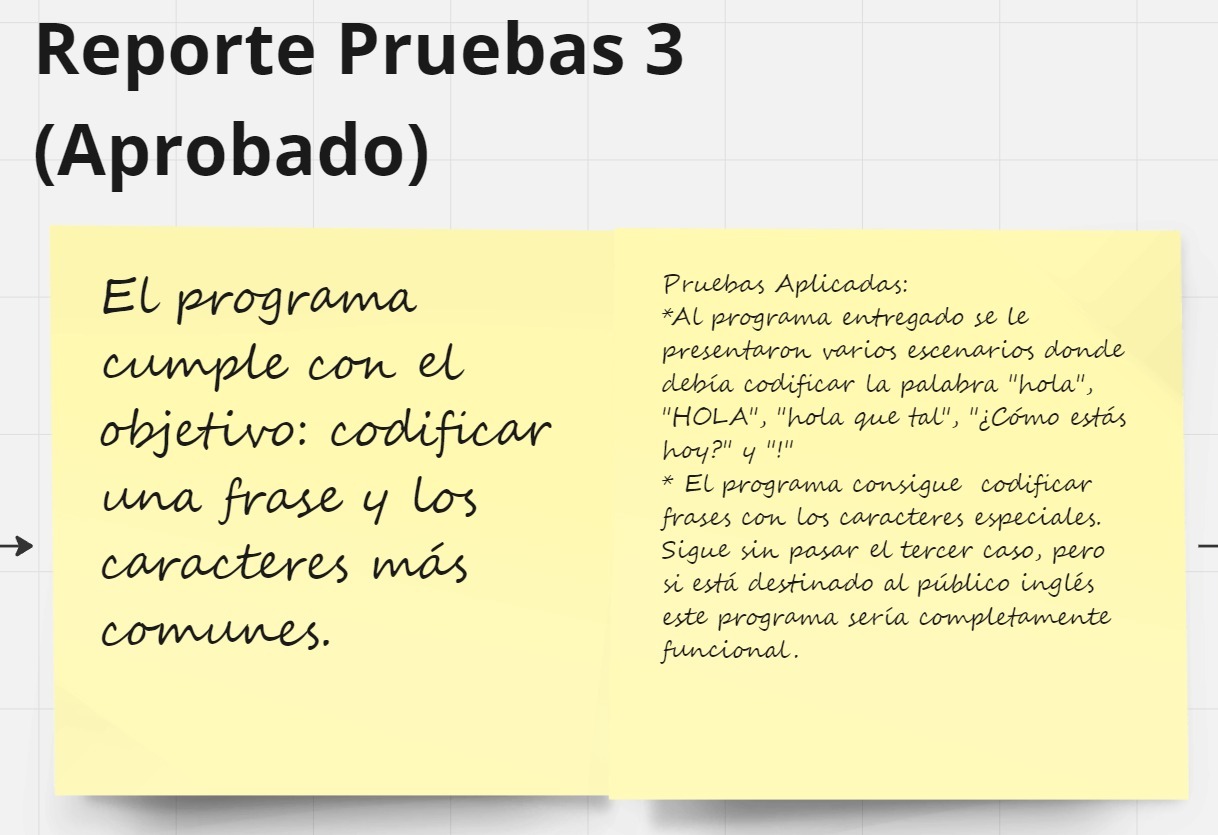 Reporte Pruebas 3
(Aprobado)
El programa
cumple con el
objetivo: codificar
una frase y los
caracteres más
comunes.
Pruebas Aplicadas:
*Al programa entregado se le
presentaron varios escenarios donde
debía codificar la palabra "hola",
"HOLA", "hola que tal", "¿Cómo estás
hoy?" y "!"
* El programa consigue  codificar
frases con los caracteres especiales.
Sigue sin pasar el tercer caso, pero
si está destinado al público inglés
este programa sería completamente
funcional.